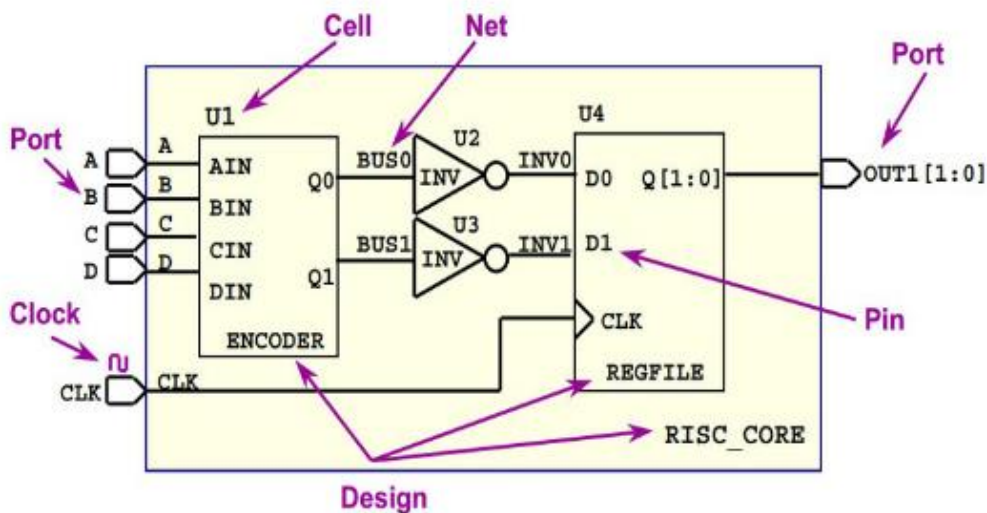 Cell
Net
Port
U1
U2
U4
Port
A
A
AIN
Q0
BUS0
INV
INV0
D0
Q[1:0]
OUT1[1:0]
B
B
BIN
C
C
CIN
U3
D
D
DIN
Q1
BUS1
INV
INV1
D1
Clock
ENCODER
CLK
Pin
CLK
CLK
REGFILE
RISC_CORE
Design